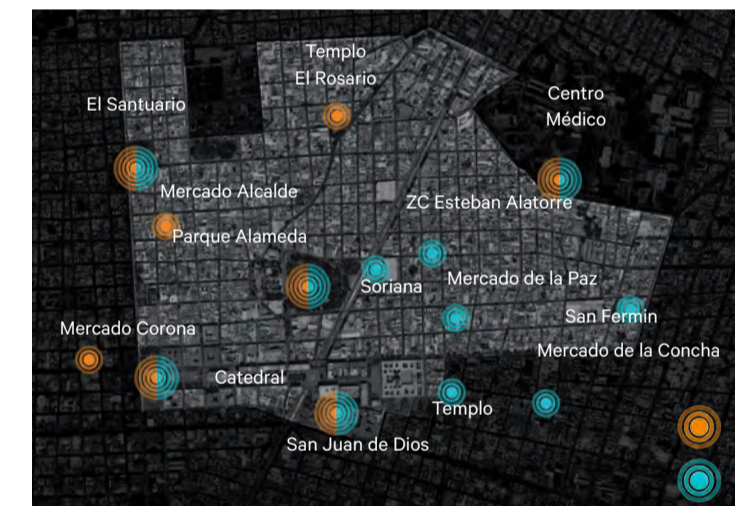 Templo
El Rosario
Centro
Médico
El Santuario
Mercado Alcalde
ZC Esteban Alatorre
Parque Alameda
Mercado de la Paz
Soriana
San Fermin
Mercado Corona
Mercado de la Concha
Catedral
Templo
San Juan de Dios